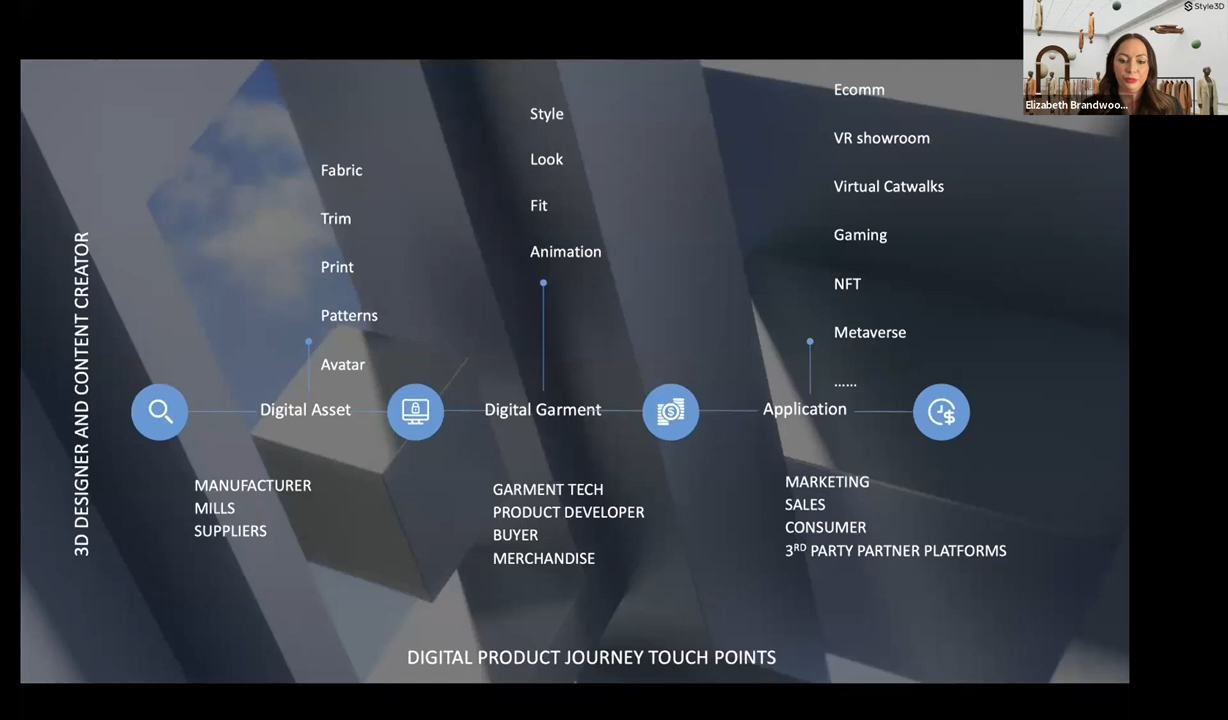 Style3D
Elizabeth Brandwoo...
3D DESIGNER AND CONTENT CREATOR
Fabric
Trim
Print
Patterns
Avatar
Digital Asset
MANUFACTURER
MILLS
SUPPLIERS
Style
Look
Fit
Animation
Digital Garment
GARMENT TECH
PRODUCT DEVELOPER
BUYER
MERCHANDISE
Ecomm
VR showroom
Virtual Catwalks
Gaming
NFT
Metaverse
......
Application
MARKETING
SALES
CONSUMER
3RD PARTY PARTNER PLATFORMS
DIGITAL PRODUCT JOURNEY TOUCH POINTS